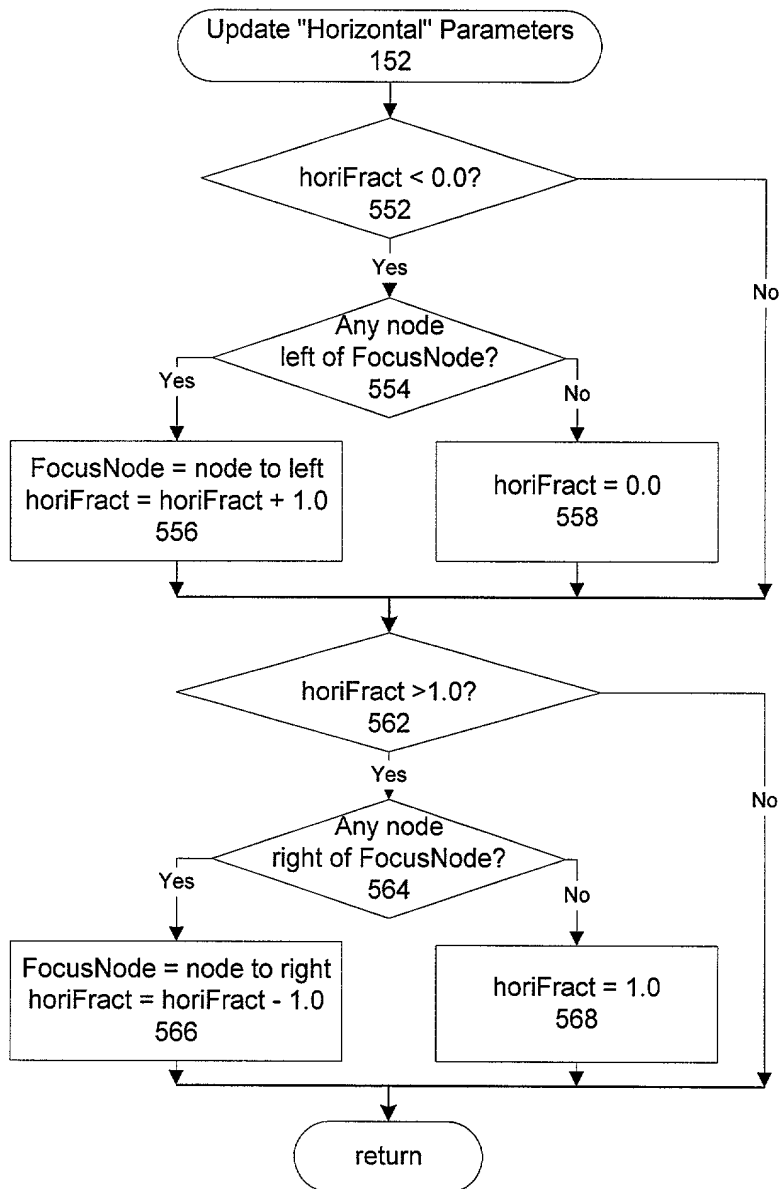 Update "Horizontal" Parameters
152
horiFract < 0.0?
552
Yes
No
Any node
left of FocusNode?
554
Yes
No
FocusNode = node to left
horiFract = horiFract + 1.0
556
horiFract = 0.0
558
horiFract >1.0?
562
Yes
No
Any node
right of FocusNode?
564
Yes
No
FocusNode = node to right
horiFract = horiFract - 1.0
566
horiFract = 1.0
568
return